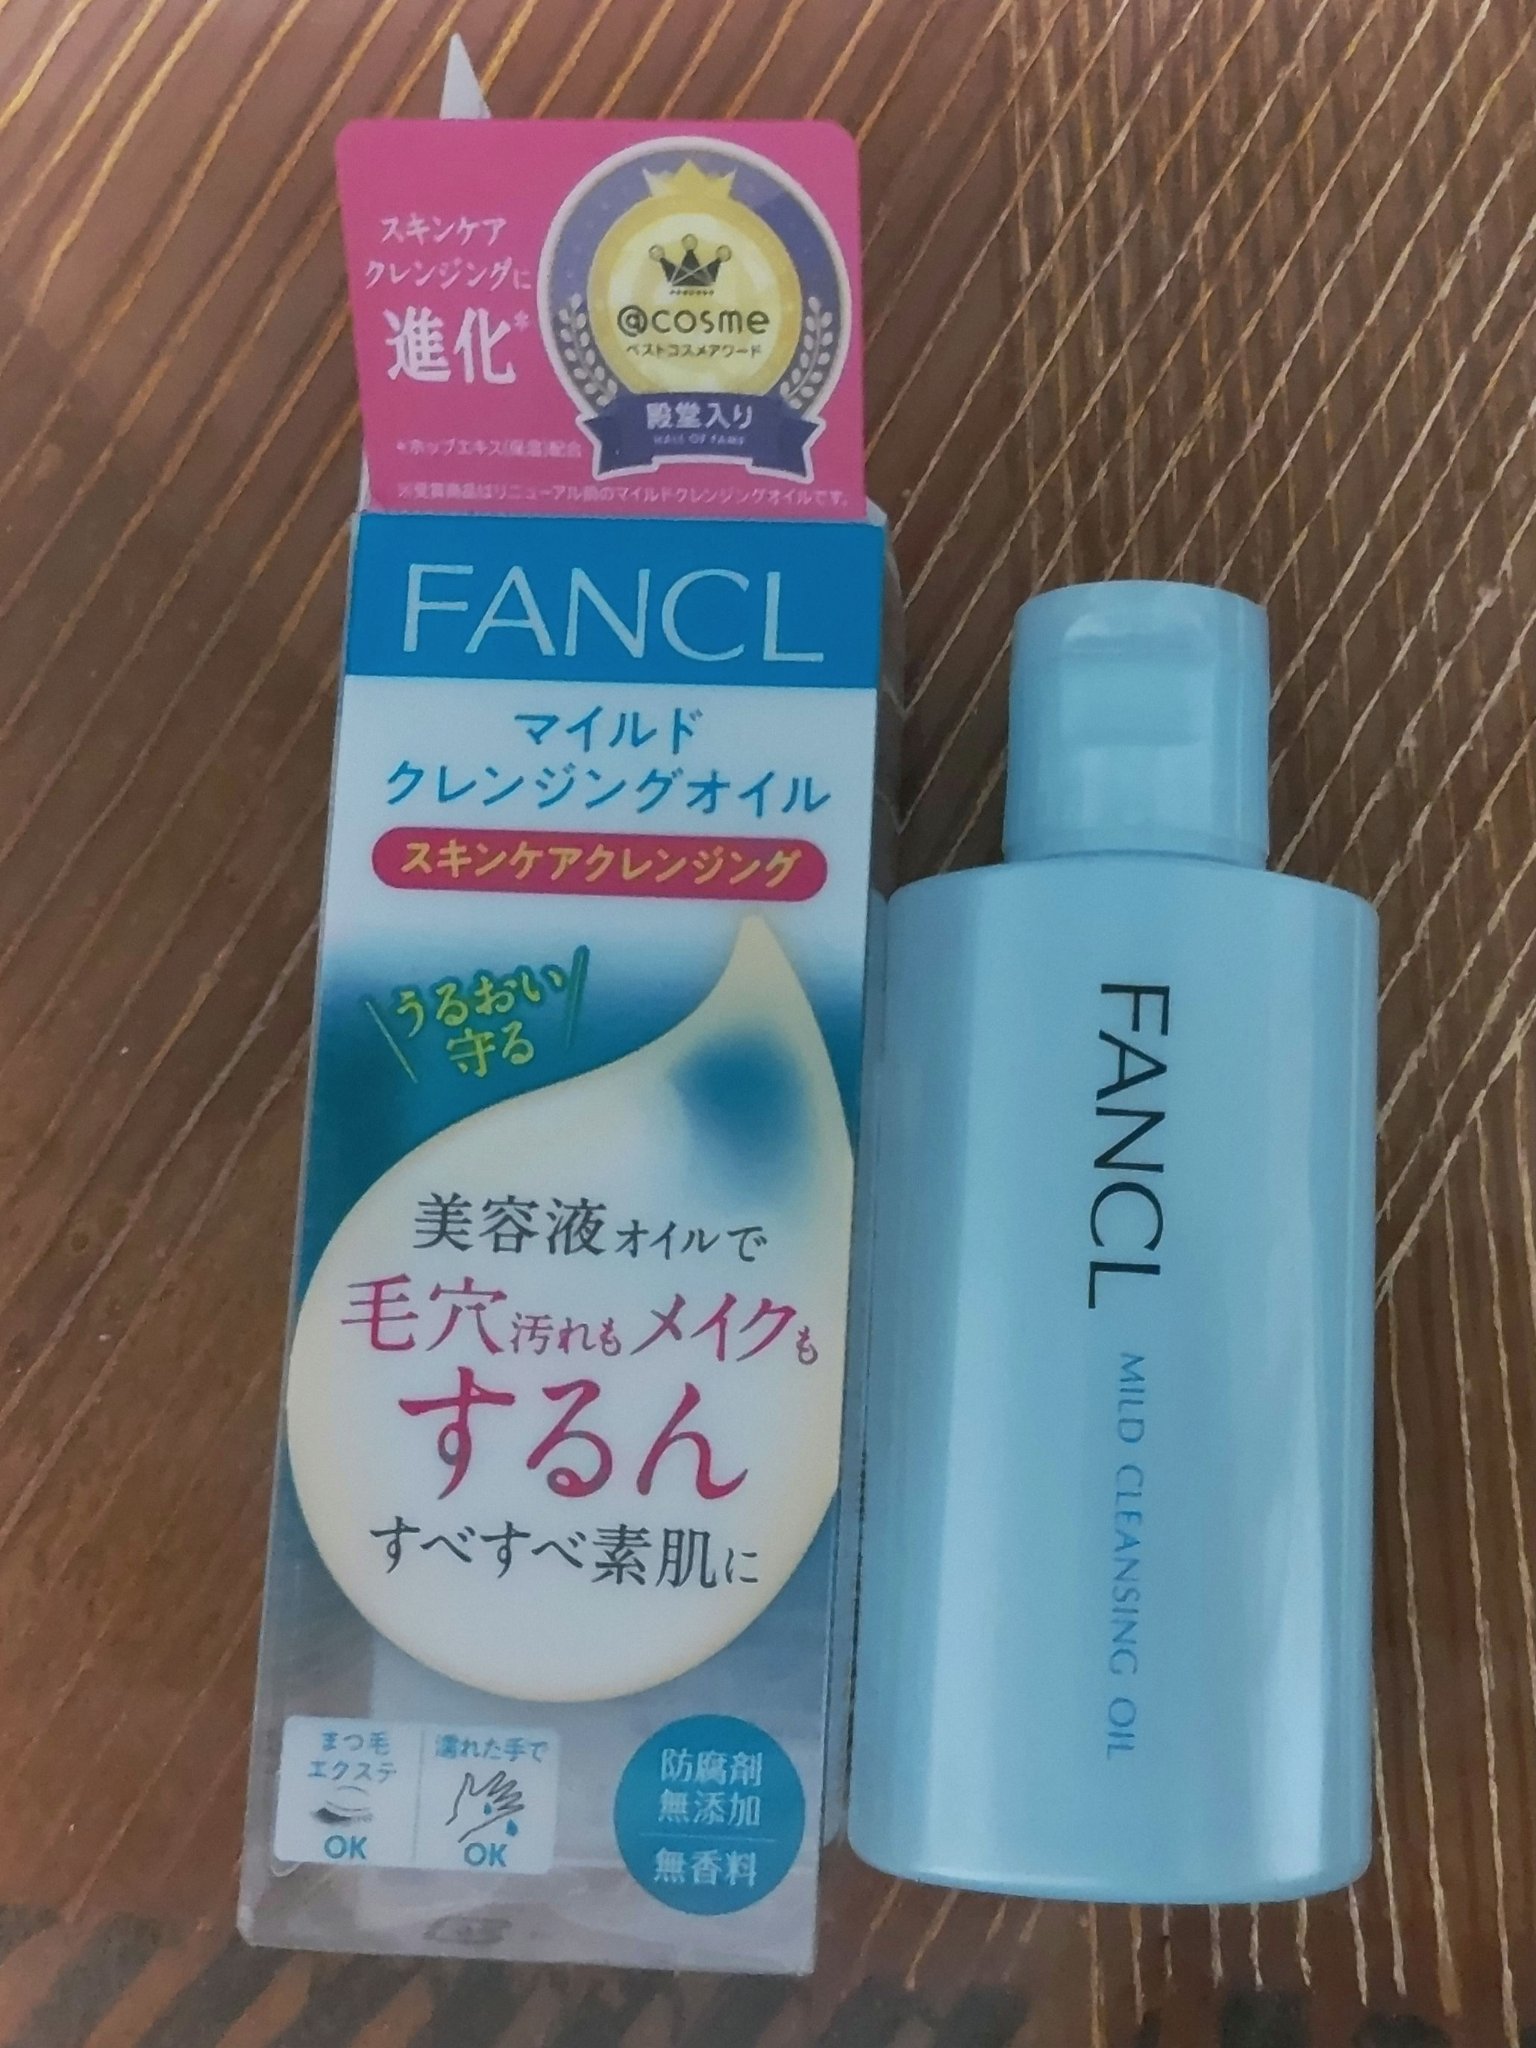 スキンケア
クレンジングに
進化*
@cosme
ベストコスメアワード
殿堂入り
HALL OF FAME
*ホップエキス(保湿)配合
※受賞商品はリニューアル前のマイルドクレンジングオイルです。
FANCL
マイルド
クレンジングオイル
スキンケアクレンジング
うるおい
守る
美容液オイルで
毛穴汚れもメイクも
するん
すべすべ素肌に
まつ毛
エクステ
OK
濡れた手で
OK
防腐剤
無添加
無香料
FANCL MILD CLEANSING OIL